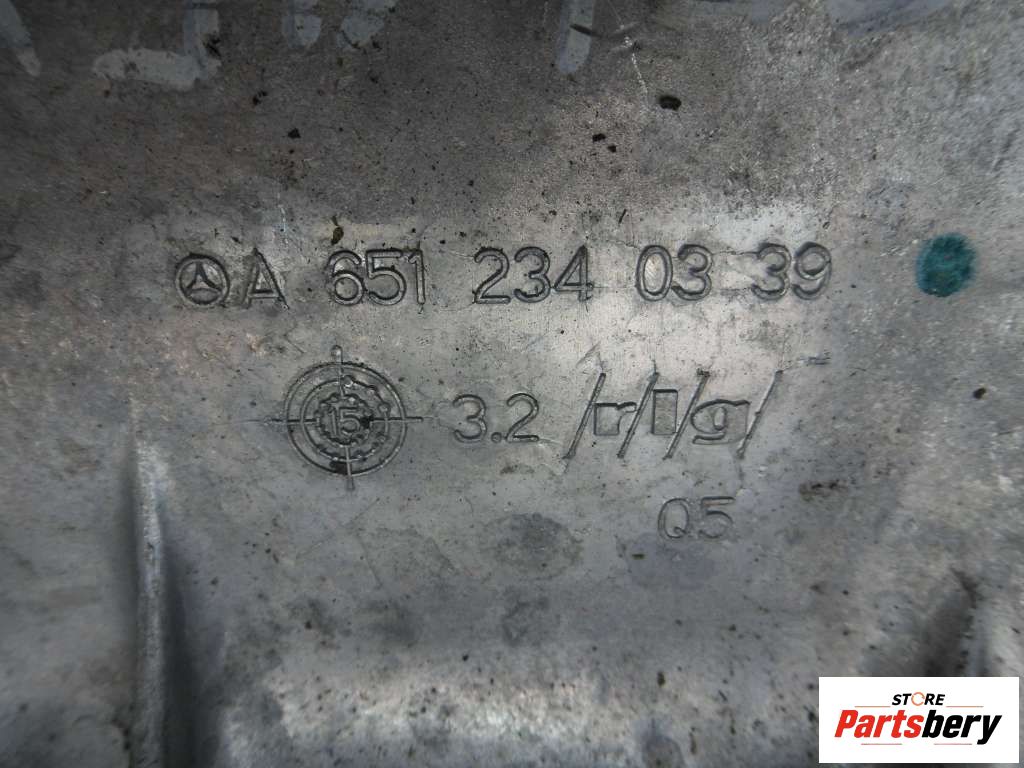 A 651 234 03 39
15 3.2 /r/l/g/
Q5
STORE
Partsbery